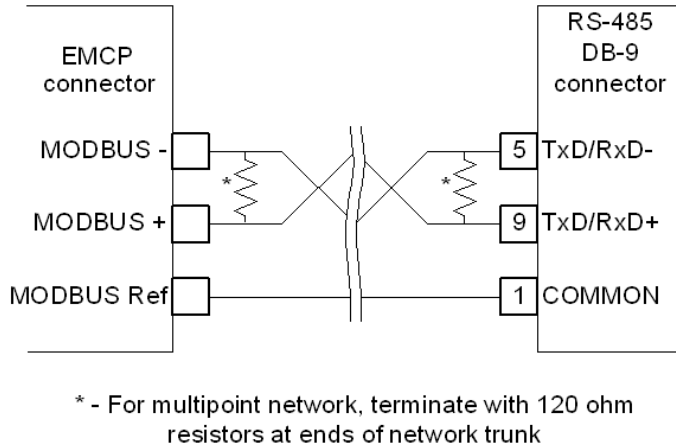 EMCP
connector
RS-485
DB-9
connector
MODBUS -
5 TxD/RxD-
*
*
MODBUS +
9 TxD/RxD+
MODBUS Ref
1 COMMON
* - For multipoint network, terminate with 120 ohm
resistors at ends of network trunk